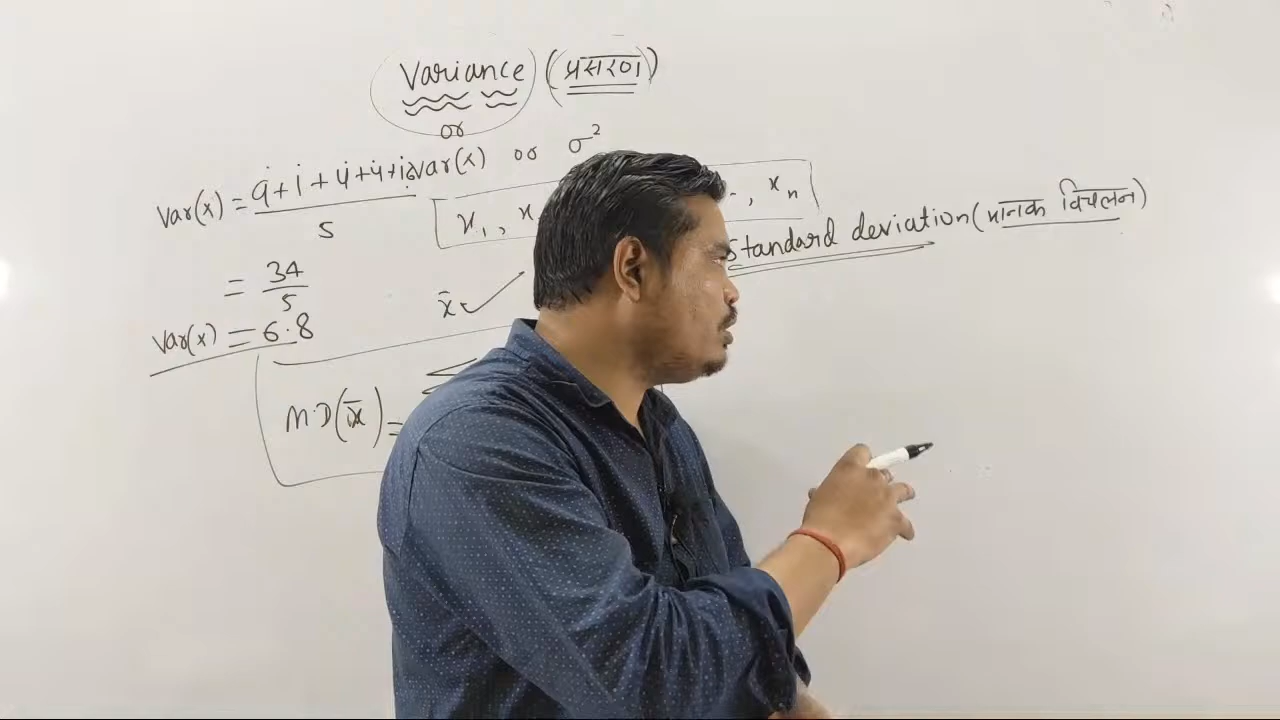 Variance (प्रसरण)
or
var(x) or σ²
Var(x) = 9+1+4+4+16
5
x₁, x , xₙ
Standard deviation (मानक विचलन)
= 34
5
x̄ ✓
Var(x) = 6.8
M.D(x̄) =